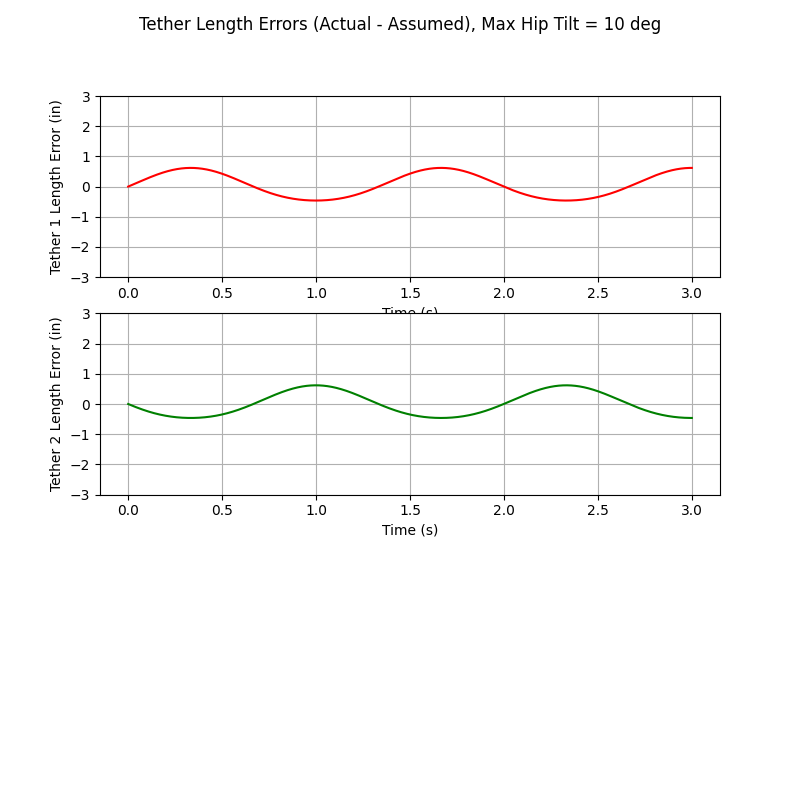 Tether Length Errors (Actual - Assumed), Max Hip Tilt = 10 deg
Tether 1 Length Error (in)
3
2
1
0
−1
−2
−3
0.0 0.5 1.0 1.5 2.0 2.5 3.0
Time (s)
Tether 2 Length Error (in)
3
2
1
0
−1
−2
−3
0.0 0.5 1.0 1.5 2.0 2.5 3.0
Time (s)